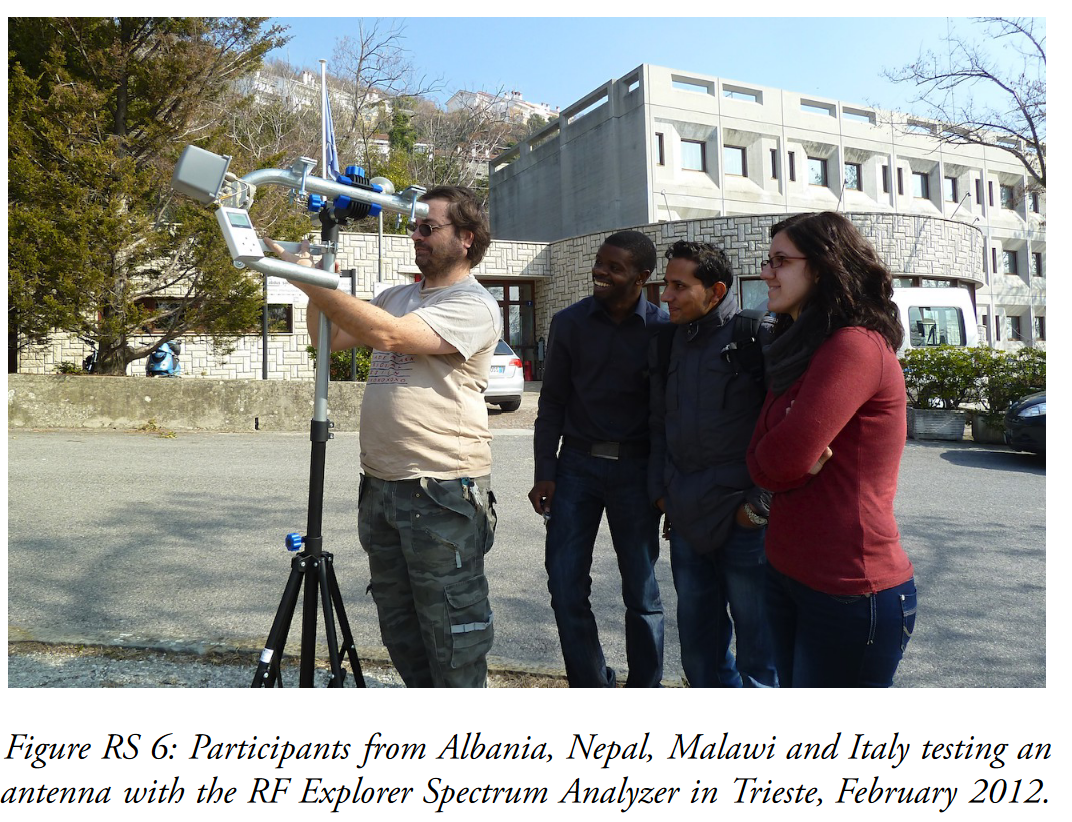 Figure RS 6: Participants from Albania, Nepal, Malawi and Italy testing an
antenna with the RF Explorer Spectrum Analyzer in Trieste, February 2012.